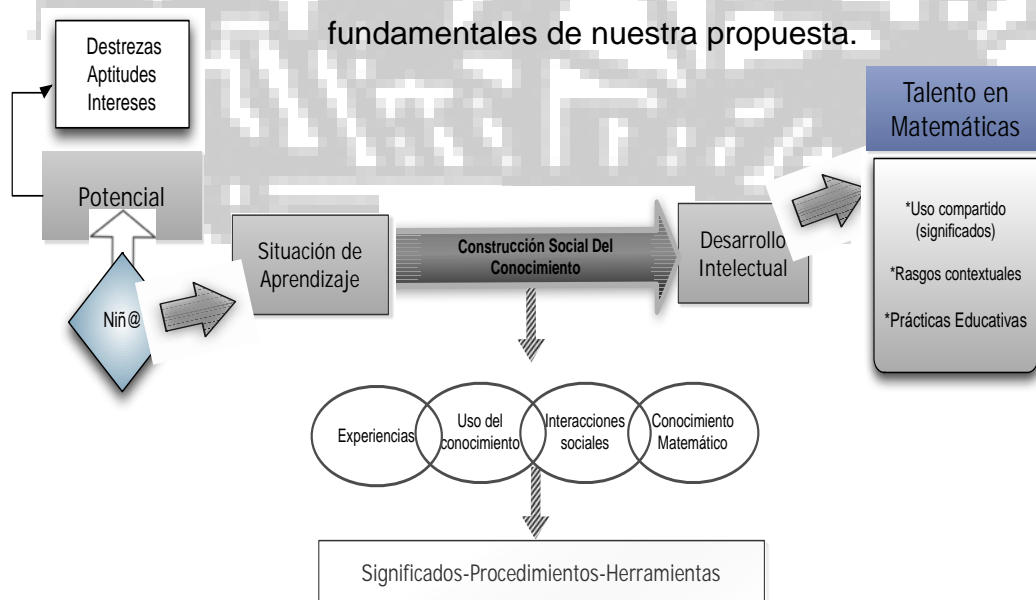 fundamentales de nuestra propuesta.
Destrezas
Aptitudes
Intereses
Potencial
Niñ@
Situación de
Aprendizaje
Construcción Social Del
Conocimiento
Desarrollo
Intelectual
Talento en
Matemáticas
*Uso compartido
(significados)
*Rasgos contextuales
*Prácticas Educativas
Experiencias
Uso del
conocimiento
Interacciones
sociales
Conocimiento
Matemático
Significados-Procedimientos-Herramientas